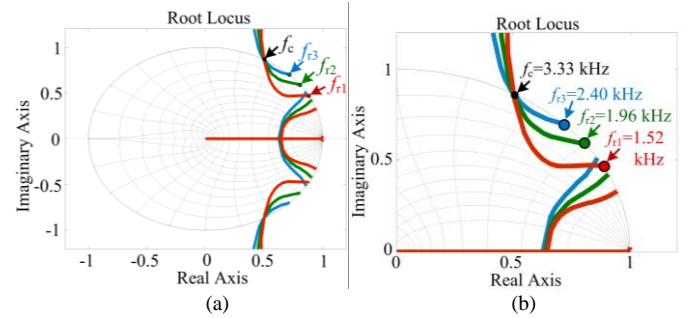 Root Locus
fc
fr3
fr2
fr1
1
0.5
0
-0.5
-1
Imaginary Axis
-1
-0.5
0
0.5
1
Real Axis
(a)
(b)
Root Locus
fc=3.33 kHz
fr3=2.40 kHz
fr2=1.96 kHz
fr1=1.52
kHz
1
0.5
0
Imaginary Axis
0
0.5
1
Real Axis
(b)